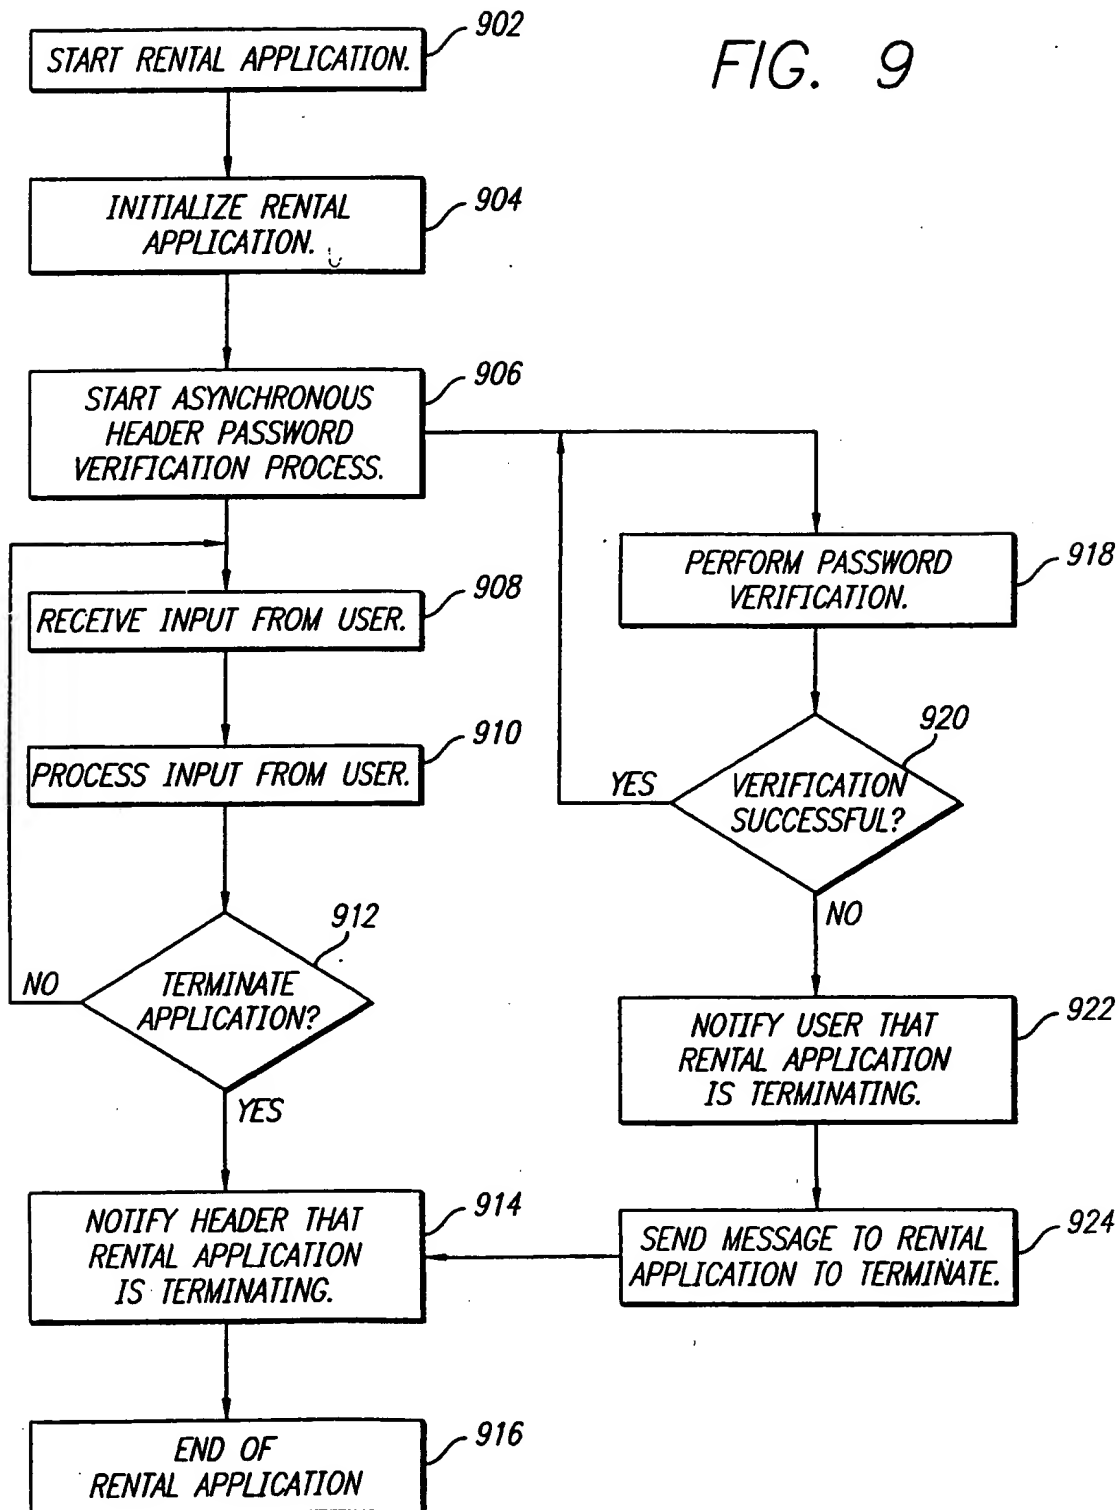 FIG. 9
902
START RENTAL APPLICATION.
904
INITIALIZE RENTAL
APPLICATION.
906
START ASYNCHRONOUS
HEADER PASSWORD
VERIFICATION PROCESS.
908
RECEIVE INPUT FROM USER.
910
PROCESS INPUT FROM USER.
912
TERMINATE
APPLICATION?
NO
YES
914
NOTIFY HEADER THAT
RENTAL APPLICATION
IS TERMINATING.
916
END OF
RENTAL APPLICATION
918
PERFORM PASSWORD
VERIFICATION.
920
VERIFICATION
SUCCESSFUL?
YES
NO
922
NOTIFY USER THAT
RENTAL APPLICATION
IS TERMINATING.
924
SEND MESSAGE TO RENTAL
APPLICATION TO TERMINATE.